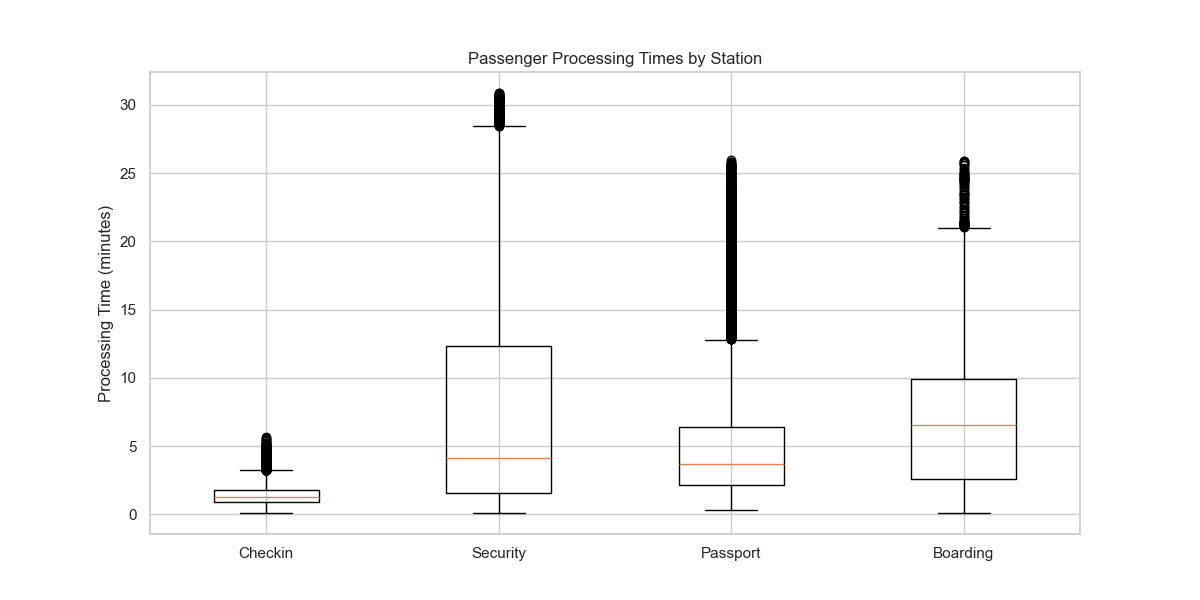 Passenger Processing Times by Station
Processing Time (minutes)
30
25
20
15
10
5
0
Checkin Security Passport Boarding